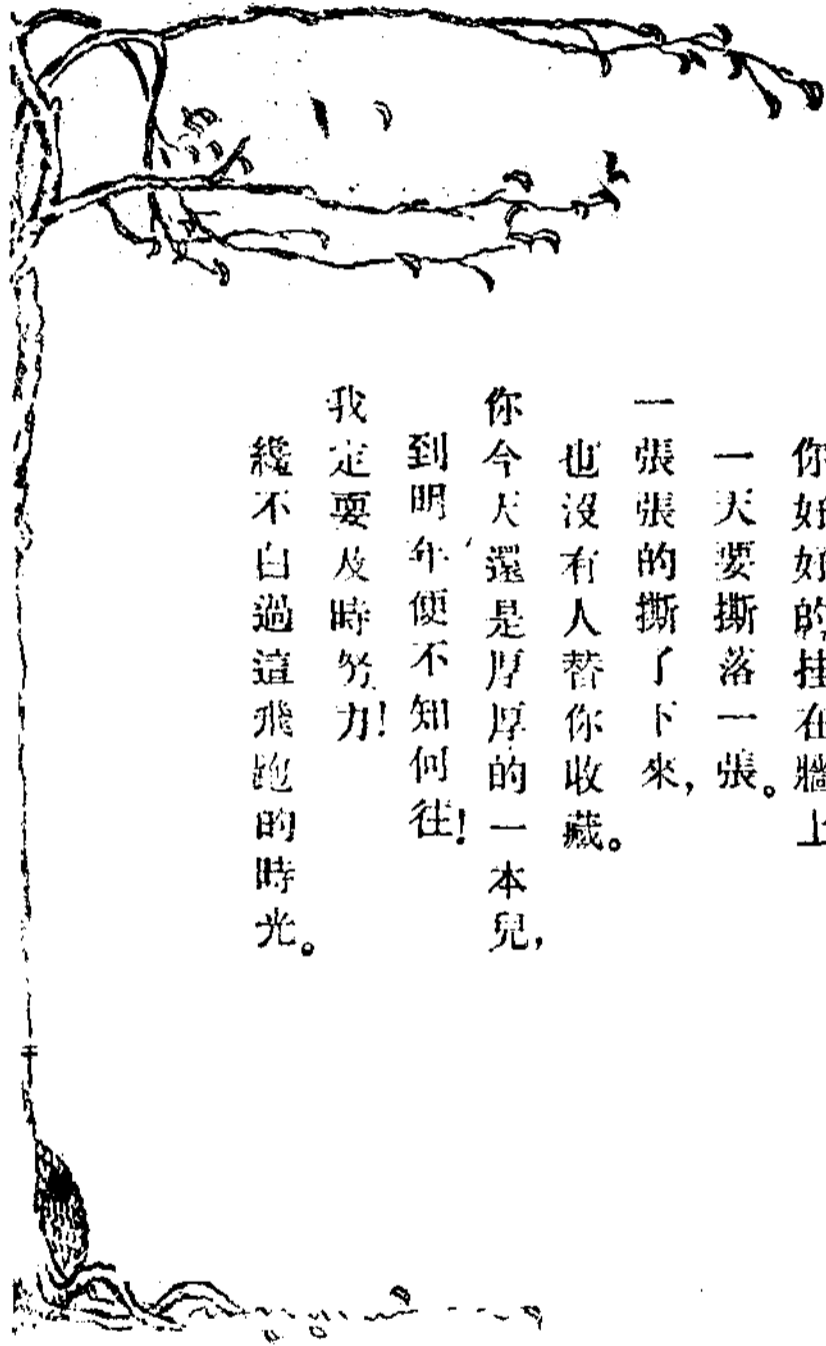 你好好的挂在牆上
一天要撕落一張。
一張張的撕了下來，
也沒有人替你收藏。
你今天還是厚厚的一本兒，
到明年便不知何往！
我定要及時努力！
纔不白過這飛跑的時光。